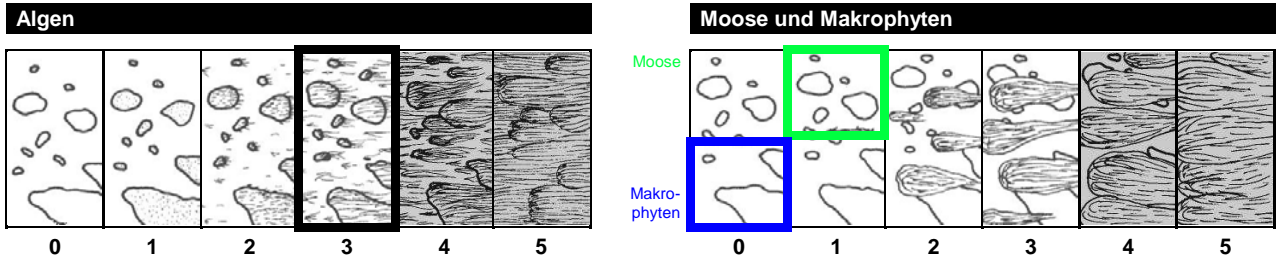 Algen
0 1 2 3 4 5
Moose und Makrophyten
Moose
Makro-
phyten
0 1 2 3 4 5